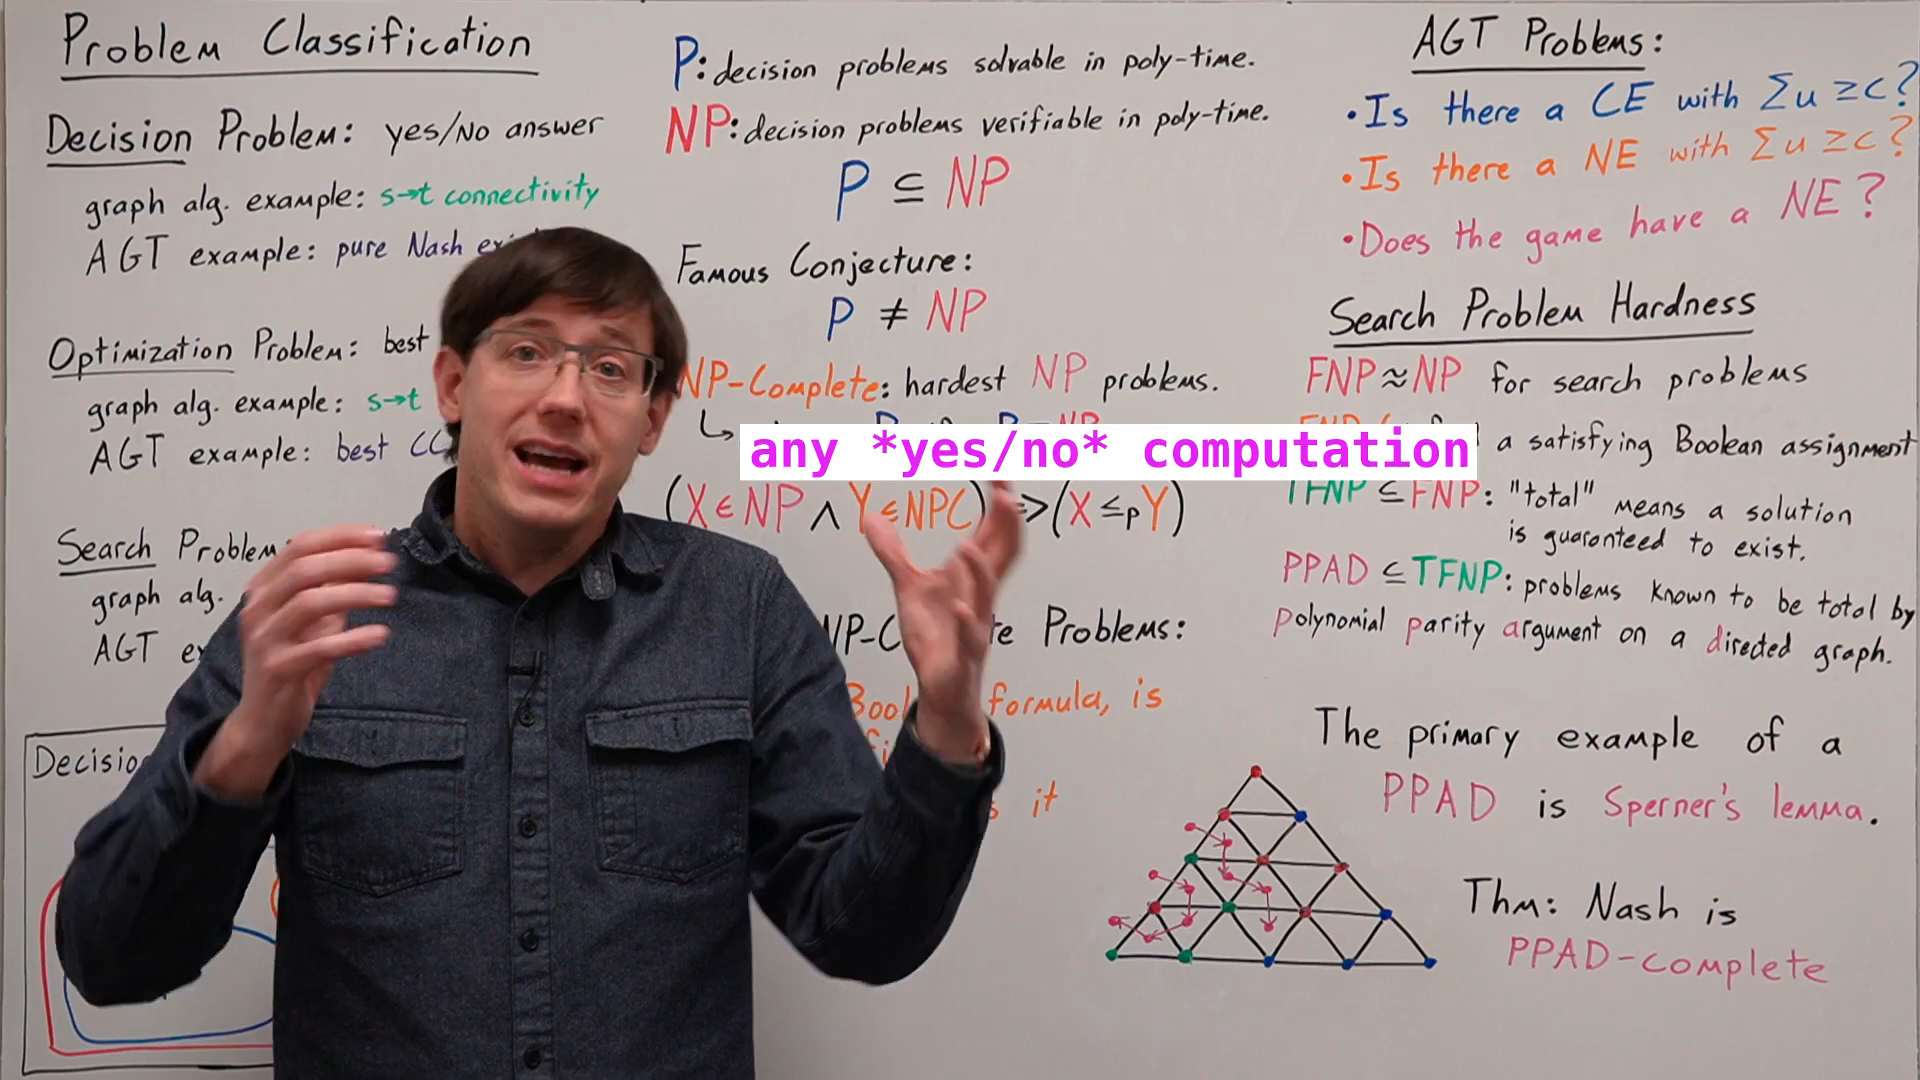 Problem Classification
Decision Problem: yes/no answer
graph alg. example: s→t connectivity
AGT example: pure Nash
Optimization Problem: best
graph alg. example: s→t
AGT example: best
Search Problem
graph alg.
AGT
P: decision problems solvable in poly-time.
NP: decision problems verifiable in poly-time.
P ⊆ NP
Famous Conjecture:
P ≠ NP
NP-Complete: hardest NP problems.
any *yes/no* computation
(X∈NP ∧ Y∈NPC) => (X ≤p Y)
Problems:
formula, is
it
AGT Problems:
•Is there a CE with Σu ≥c?
•Is there a NE with Σu ≥c?
•Does the game have a NE?
Search Problem Hardness
FNP≈NP for search problems
a satisfying Boolean assignment
TFNP ⊆ FNP: "total" means a solution
is guaranteed to exist.
PPAD ⊆ TFNP: problems known to be total by
polynomial parity argument on a directed graph.
The primary example of a
PPAD is Sperner's lemma.
Thm: Nash is
PPAD-complete